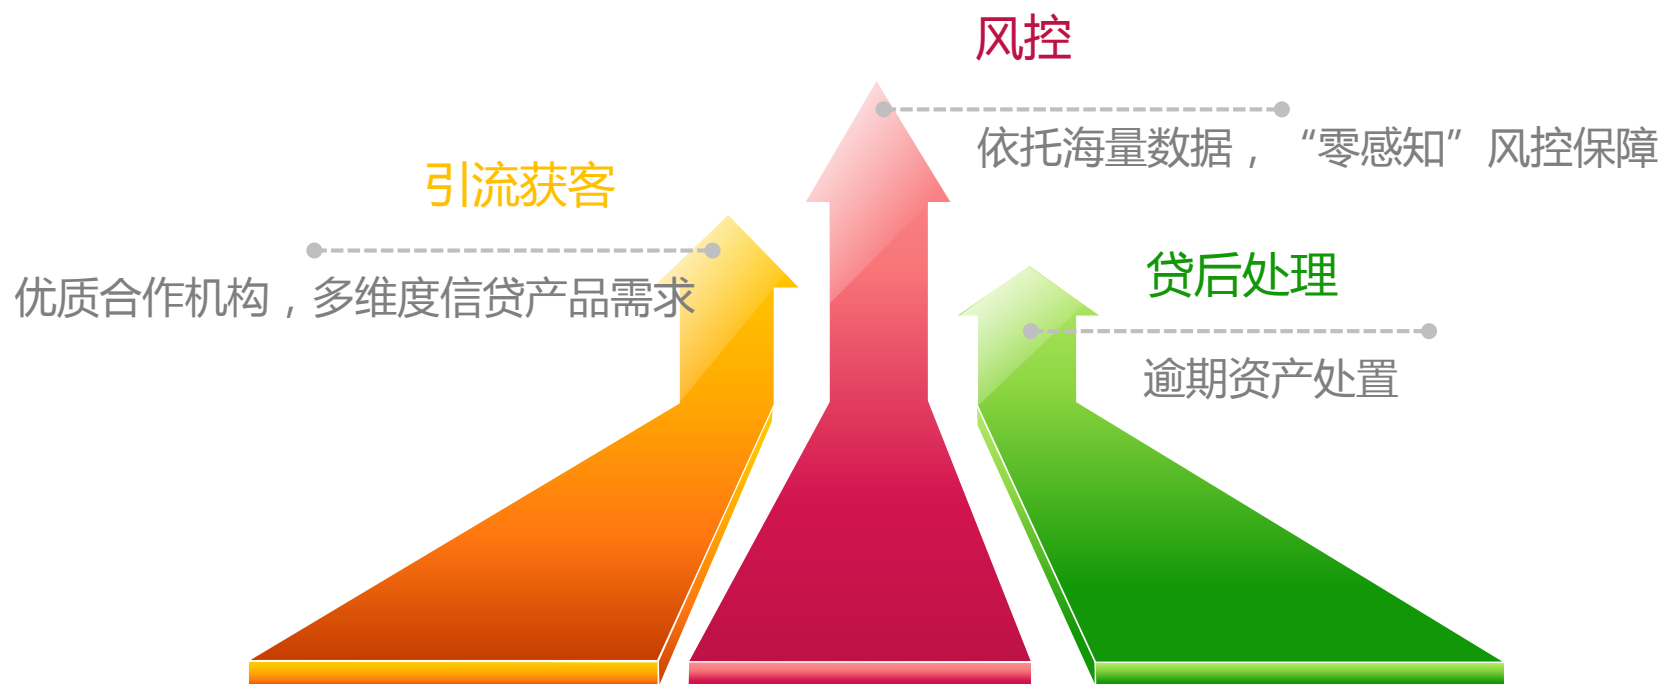 风控
依托海量数据，“零感知”风控保障
引流获客
优质合作机构，多维度信贷产品需求
贷后处理
逾期资产处置